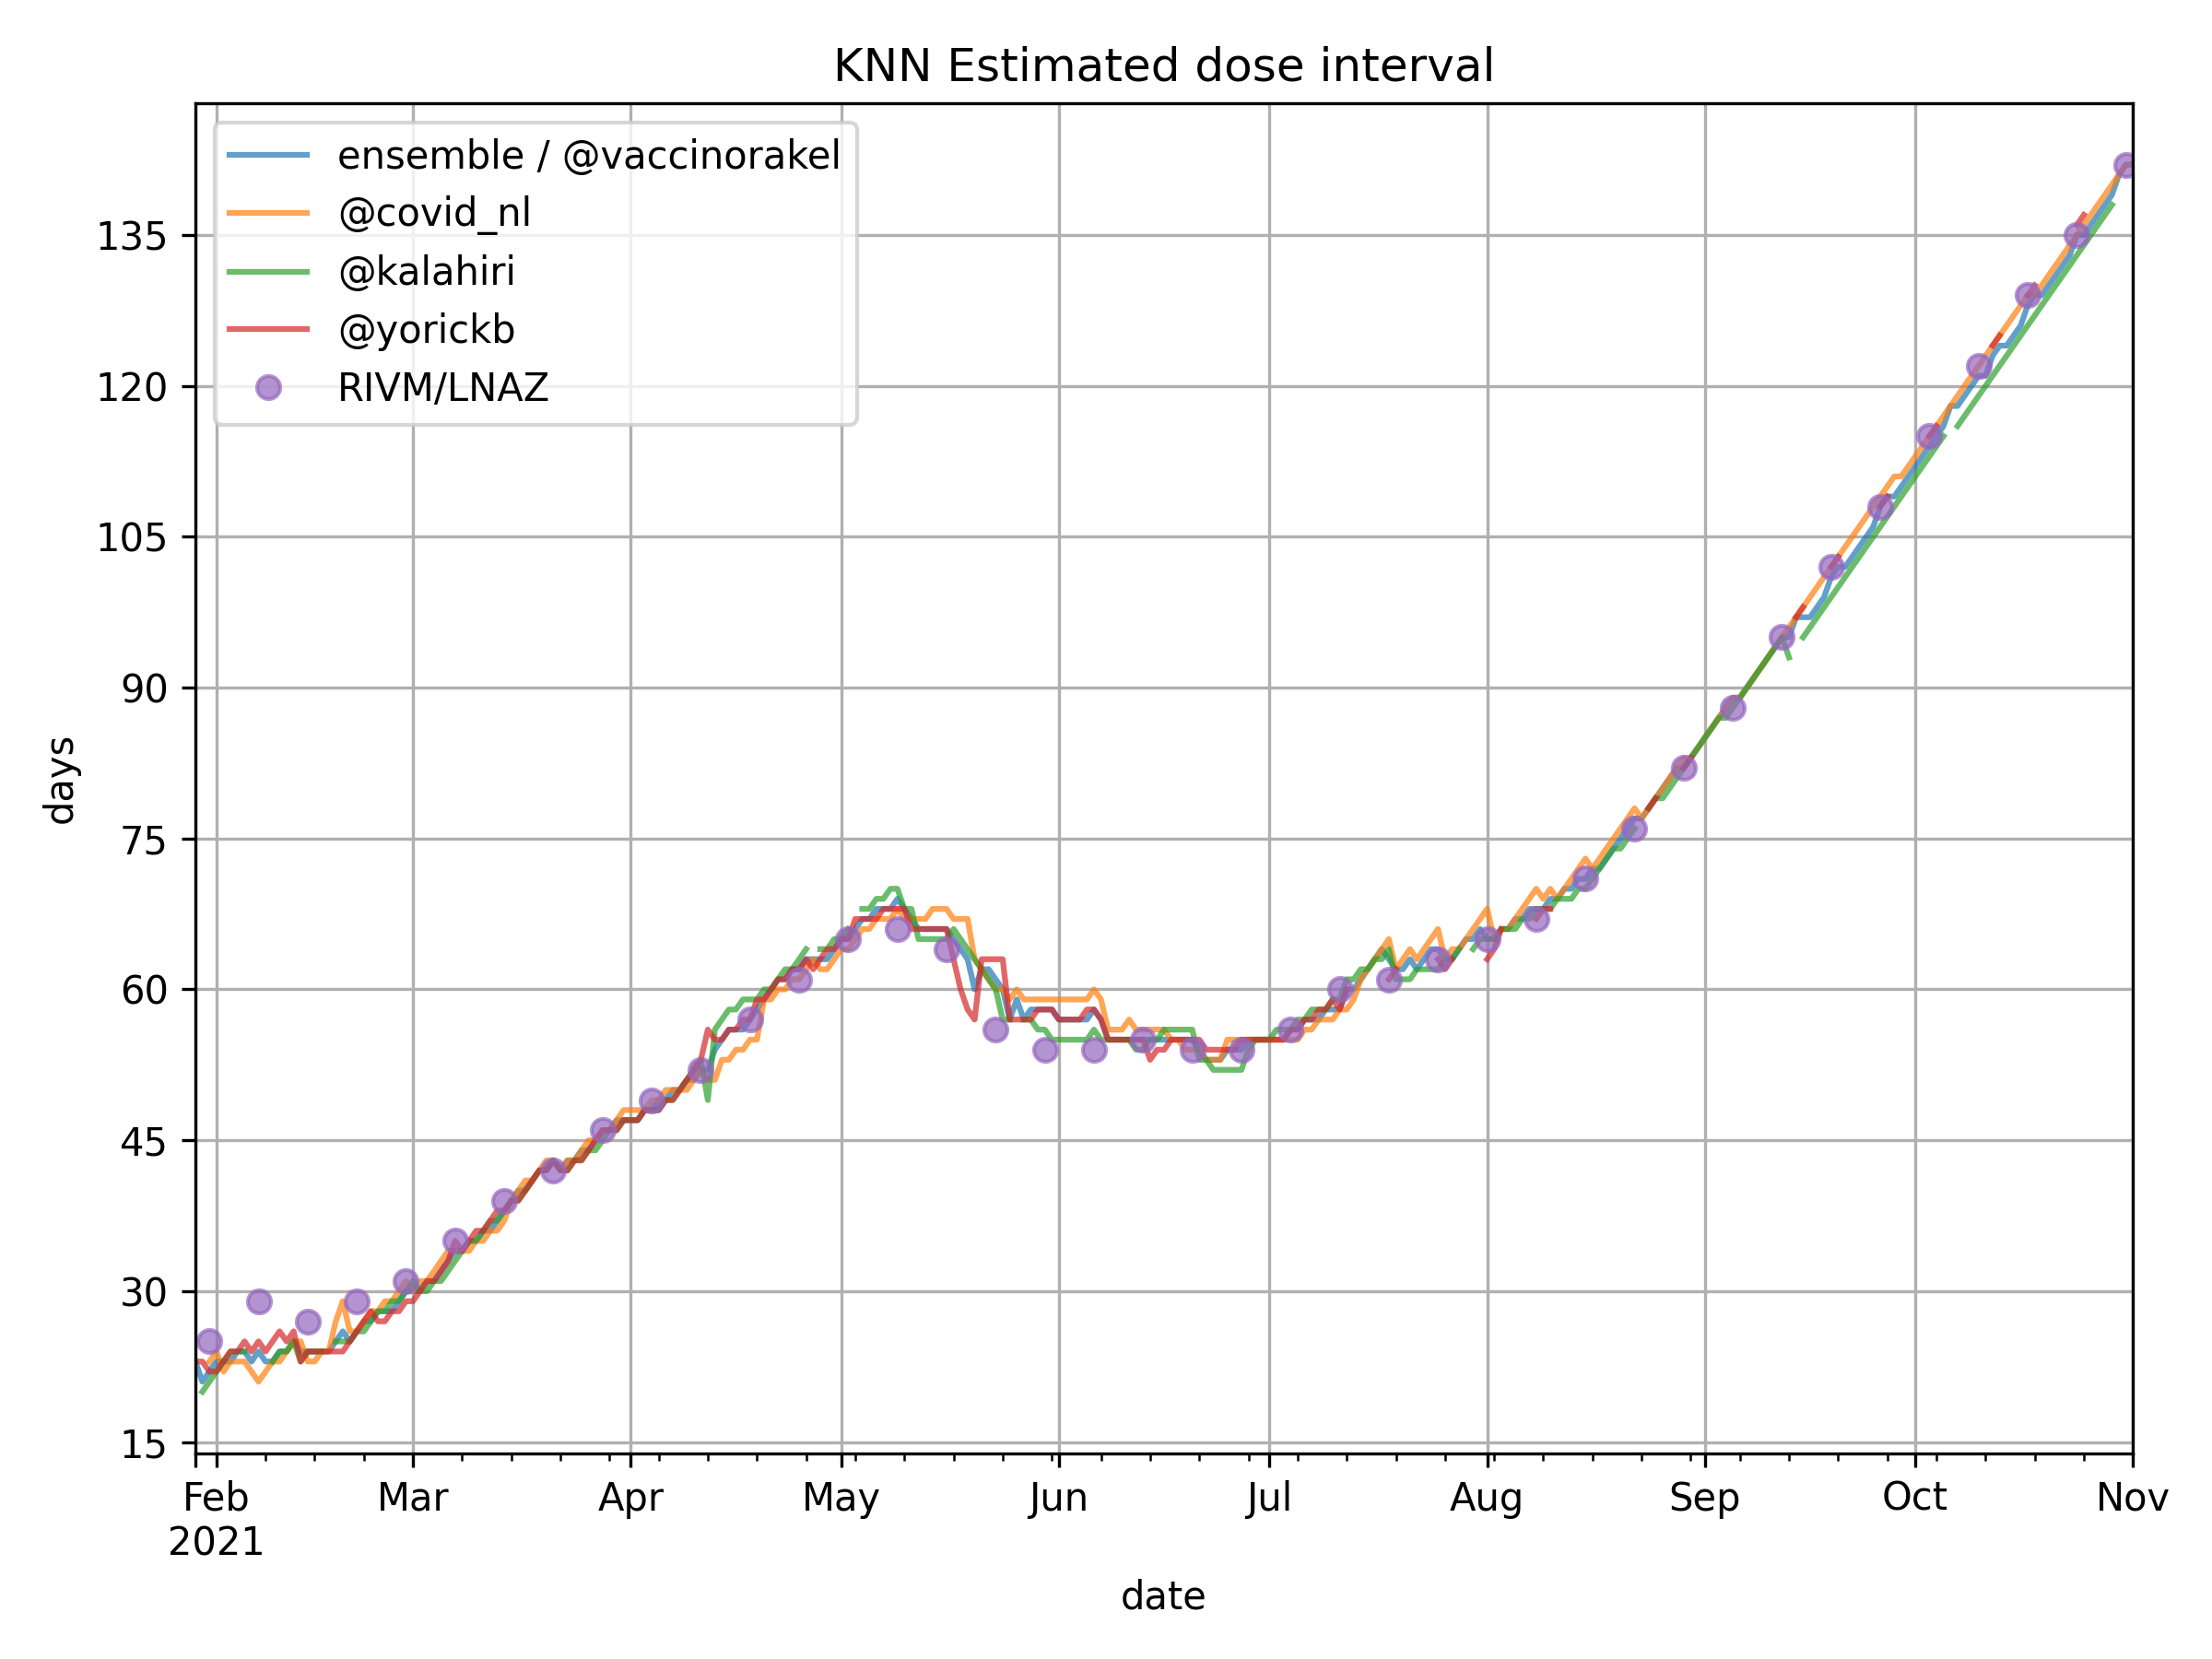 KNN Estimated dose interval
ensemble / @vaccinorakel
@covid_nl
@kalahiri
@yorickb
RIVM/LNAZ
135
120
105
90
75
60
45
30
15
days
Feb Mar Apr May Jun Jul Aug Sep Oct Nov
2021
date